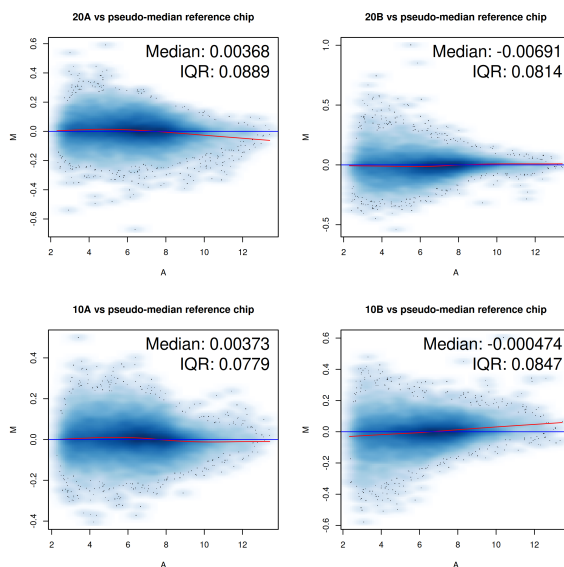 20A vs pseudo-median reference chip
Median: 0.00368
IQR: 0.0889
M
0.6
0.4
0.2
0.0
-0.2
-0.4
-0.6
2 4 6 8 10 12
A
20B vs pseudo-median reference chip
Median: -0.00691
IQR: 0.0814
M
1.0
0.5
0.0
-0.5
2 4 6 8 10 12
A
10A vs pseudo-median reference chip
Median: 0.00373
IQR: 0.0779
M
0.4
0.2
0.0
-0.2
-0.4
2 4 6 8 10 12
A
10B vs pseudo-median reference chip
Median: -0.000474
IQR: 0.0847
M
0.6
0.4
0.2
0.0
-0.2
-0.4
-0.6
2 4 6 8 10 12
A